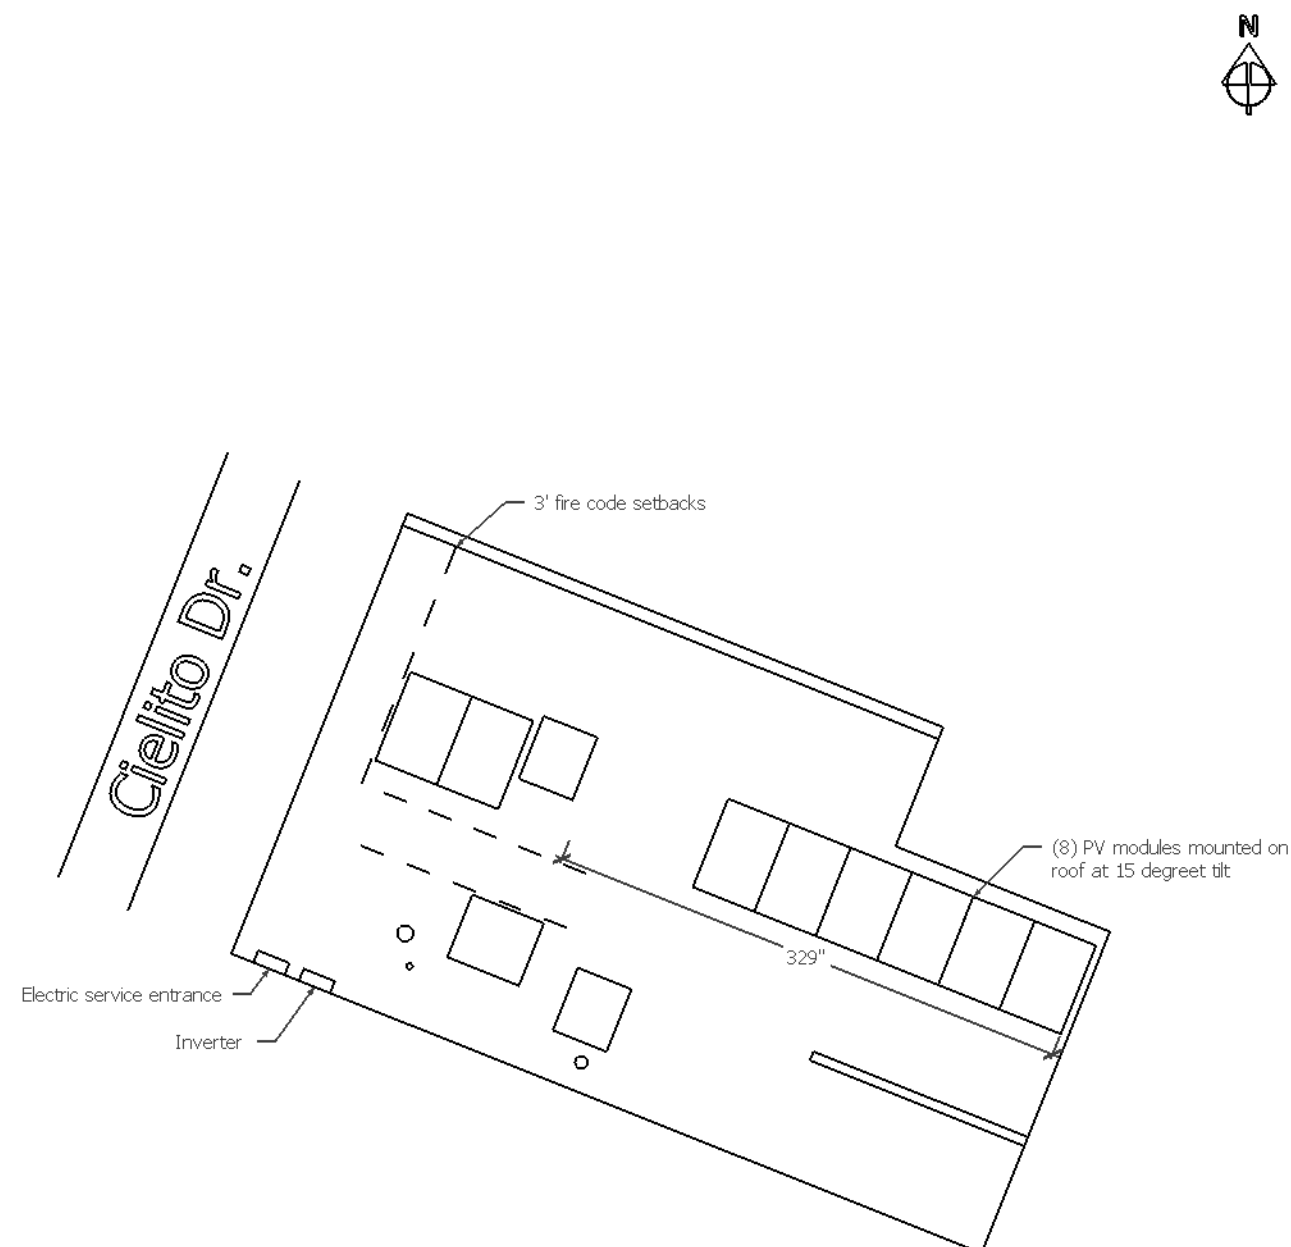 N
3' fire code setbacks
Cielito Dr.
(8) PV modules mounted on
roof at 15 degreet tilt
329"
Electric service entrance
Inverter